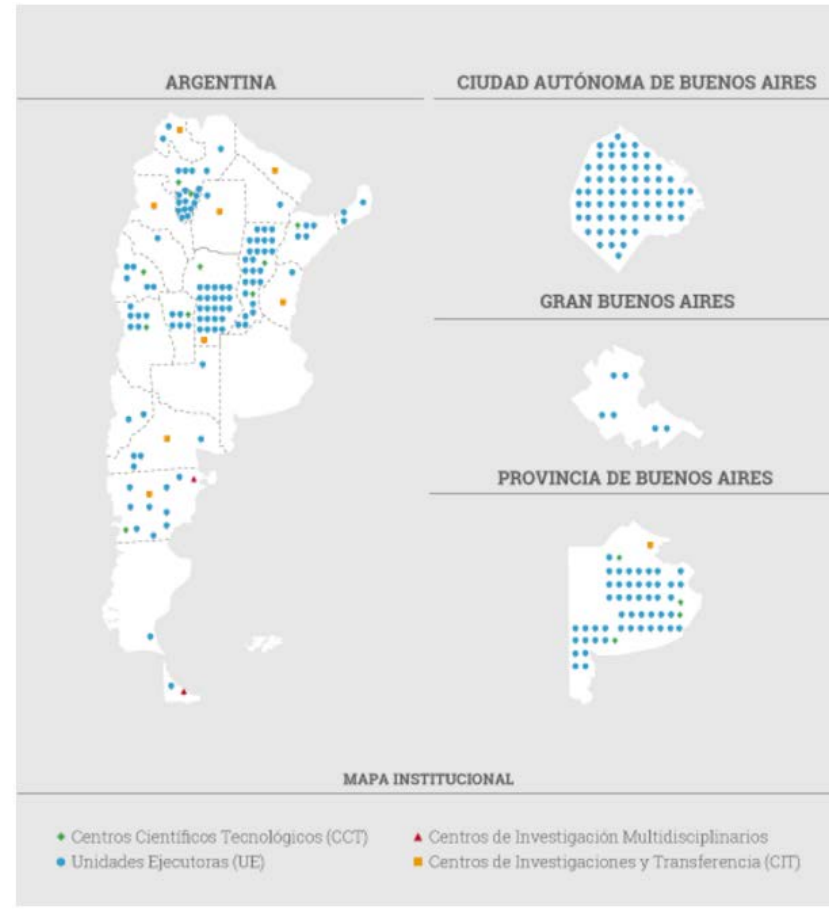 ARGENTINA
CIUDAD AUTÓNOMA DE BUENOS AIRES
GRAN BUENOS AIRES
PROVINCIA DE BUENOS AIRES
MAPA INSTITUCIONAL
Centros Científicos Tecnológicos (CCT)
Unidades Ejecutoras (UE)
Centros de Investigación Multidisciplinarios
Centros de Investigaciones y Transferencia (CIT)